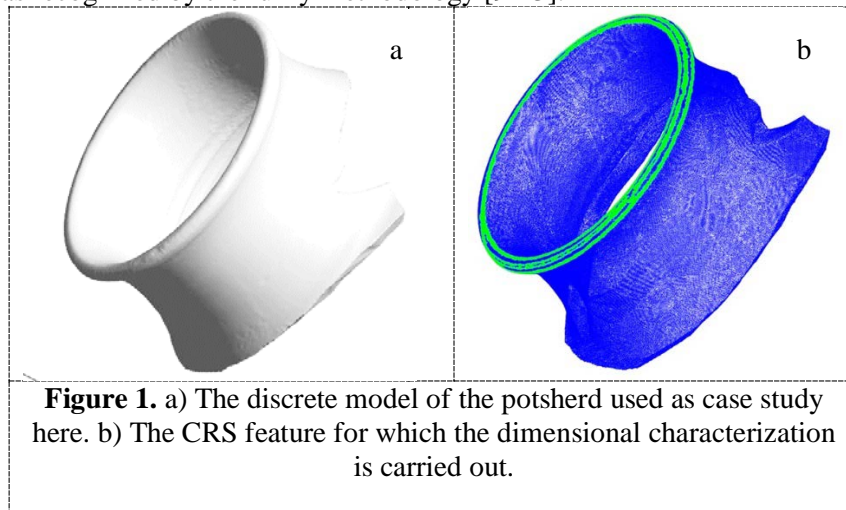 a
b
Figure 1. a) The discrete model of the potsherd used as case study
here. b) The CRS feature for which the dimensional characterization
is carried out.